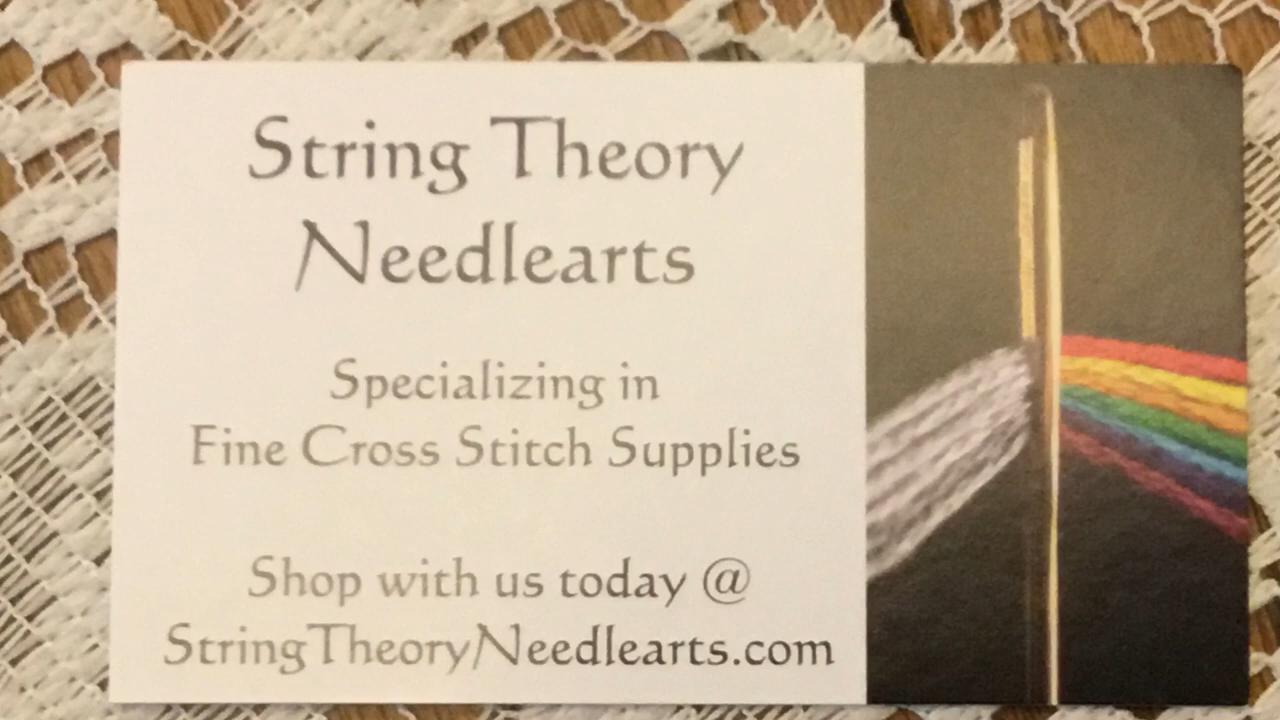 String Theory
Needlearts
Specializing in
Fine Cross Stitch Supplies
Shop with us today @
StringTheoryNeedlearts.com